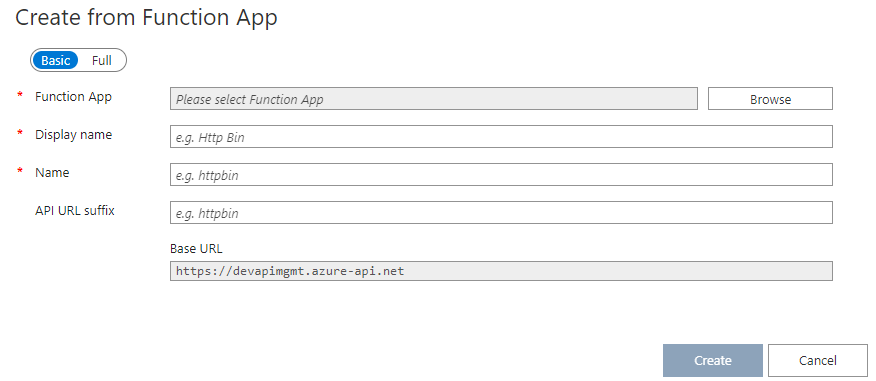 Create from Function App
Basic Full
* Function App Please select Function App Browse
* Display name e.g. Http Bin
* Name e.g. httpbin
API URL suffix e.g. httpbin
Base URL
https://devapimgmt.azure-api.net
Create Cancel